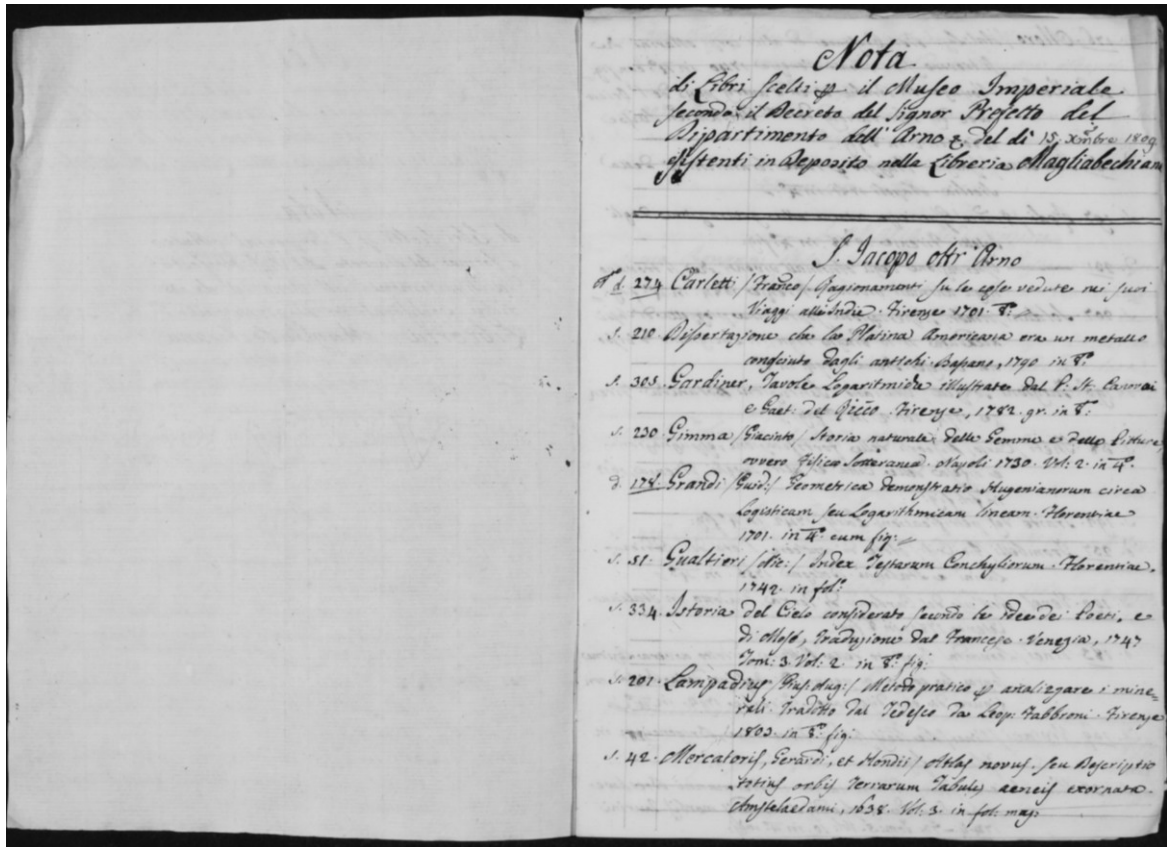 Nota
di Libri scelti p il Museo Imperiale
secondo il Decreto del Signor Prefetto del
Dipartimento dell' Arno &. del di 15. Xmbre 1809
esistenti in Deposito nella Libreria Magliabechiana
S. Jacopo oltr' Arno
d. 274 Carletti /Franco/ Ragionamenti su le cose vedute ne' suoi
Viaggi all'Indie. Firenze 1701. 8.°
s. 210 Dissertazione che la Platina Americana era un metallo
conosciuto dagli antichi. Bassano, 1790 in 8.°
s. 305 Gardiner, Tavole Logaritmiche illustrate dal P. St. Canovai
e Gaet: del Ricco. Firenze, 1782. gr. in 8.°
s. 230 Gimma /Giacinto/ Storia naturale delle Gemme e delle Pietre,
ovvero Fisica Sotteranea. Napoli 1730. Vol: 2. in 4.°
d. 178. Grandi /Guid:/ Geometrica demonstratio Hugenianorum circa
Logisticam seu Logarithmicam lineam. Florentiae
1701. in 4.° cum fig:
s. 51. Gualtieri /Nic:/ Index Testarum Conchyliorum. Florentiae.
1742. in fol:
s. 334. Istoria del Cielo considerato secondo le idee dei Poeti, e
di Mosè, Traduzione dal Francese. Venezia, 1747
Tom: 3. Vol: 2. in 8.° fig:
s. 201. Lampadius / Metodo pratico p analizzare i mine-
rali. Tradotto dal Tedesco da Leop: Fabbroni. Firenze
1803. in 8.° fig:
s. 42. Mercatoris, Gerardi, et Hondii / Atlas novus, seu Descriptio
totius orbis Terrarum Tabulis aeneis exornata.
Amstelaedami, 1638. Vol: 3. in fol: mag: